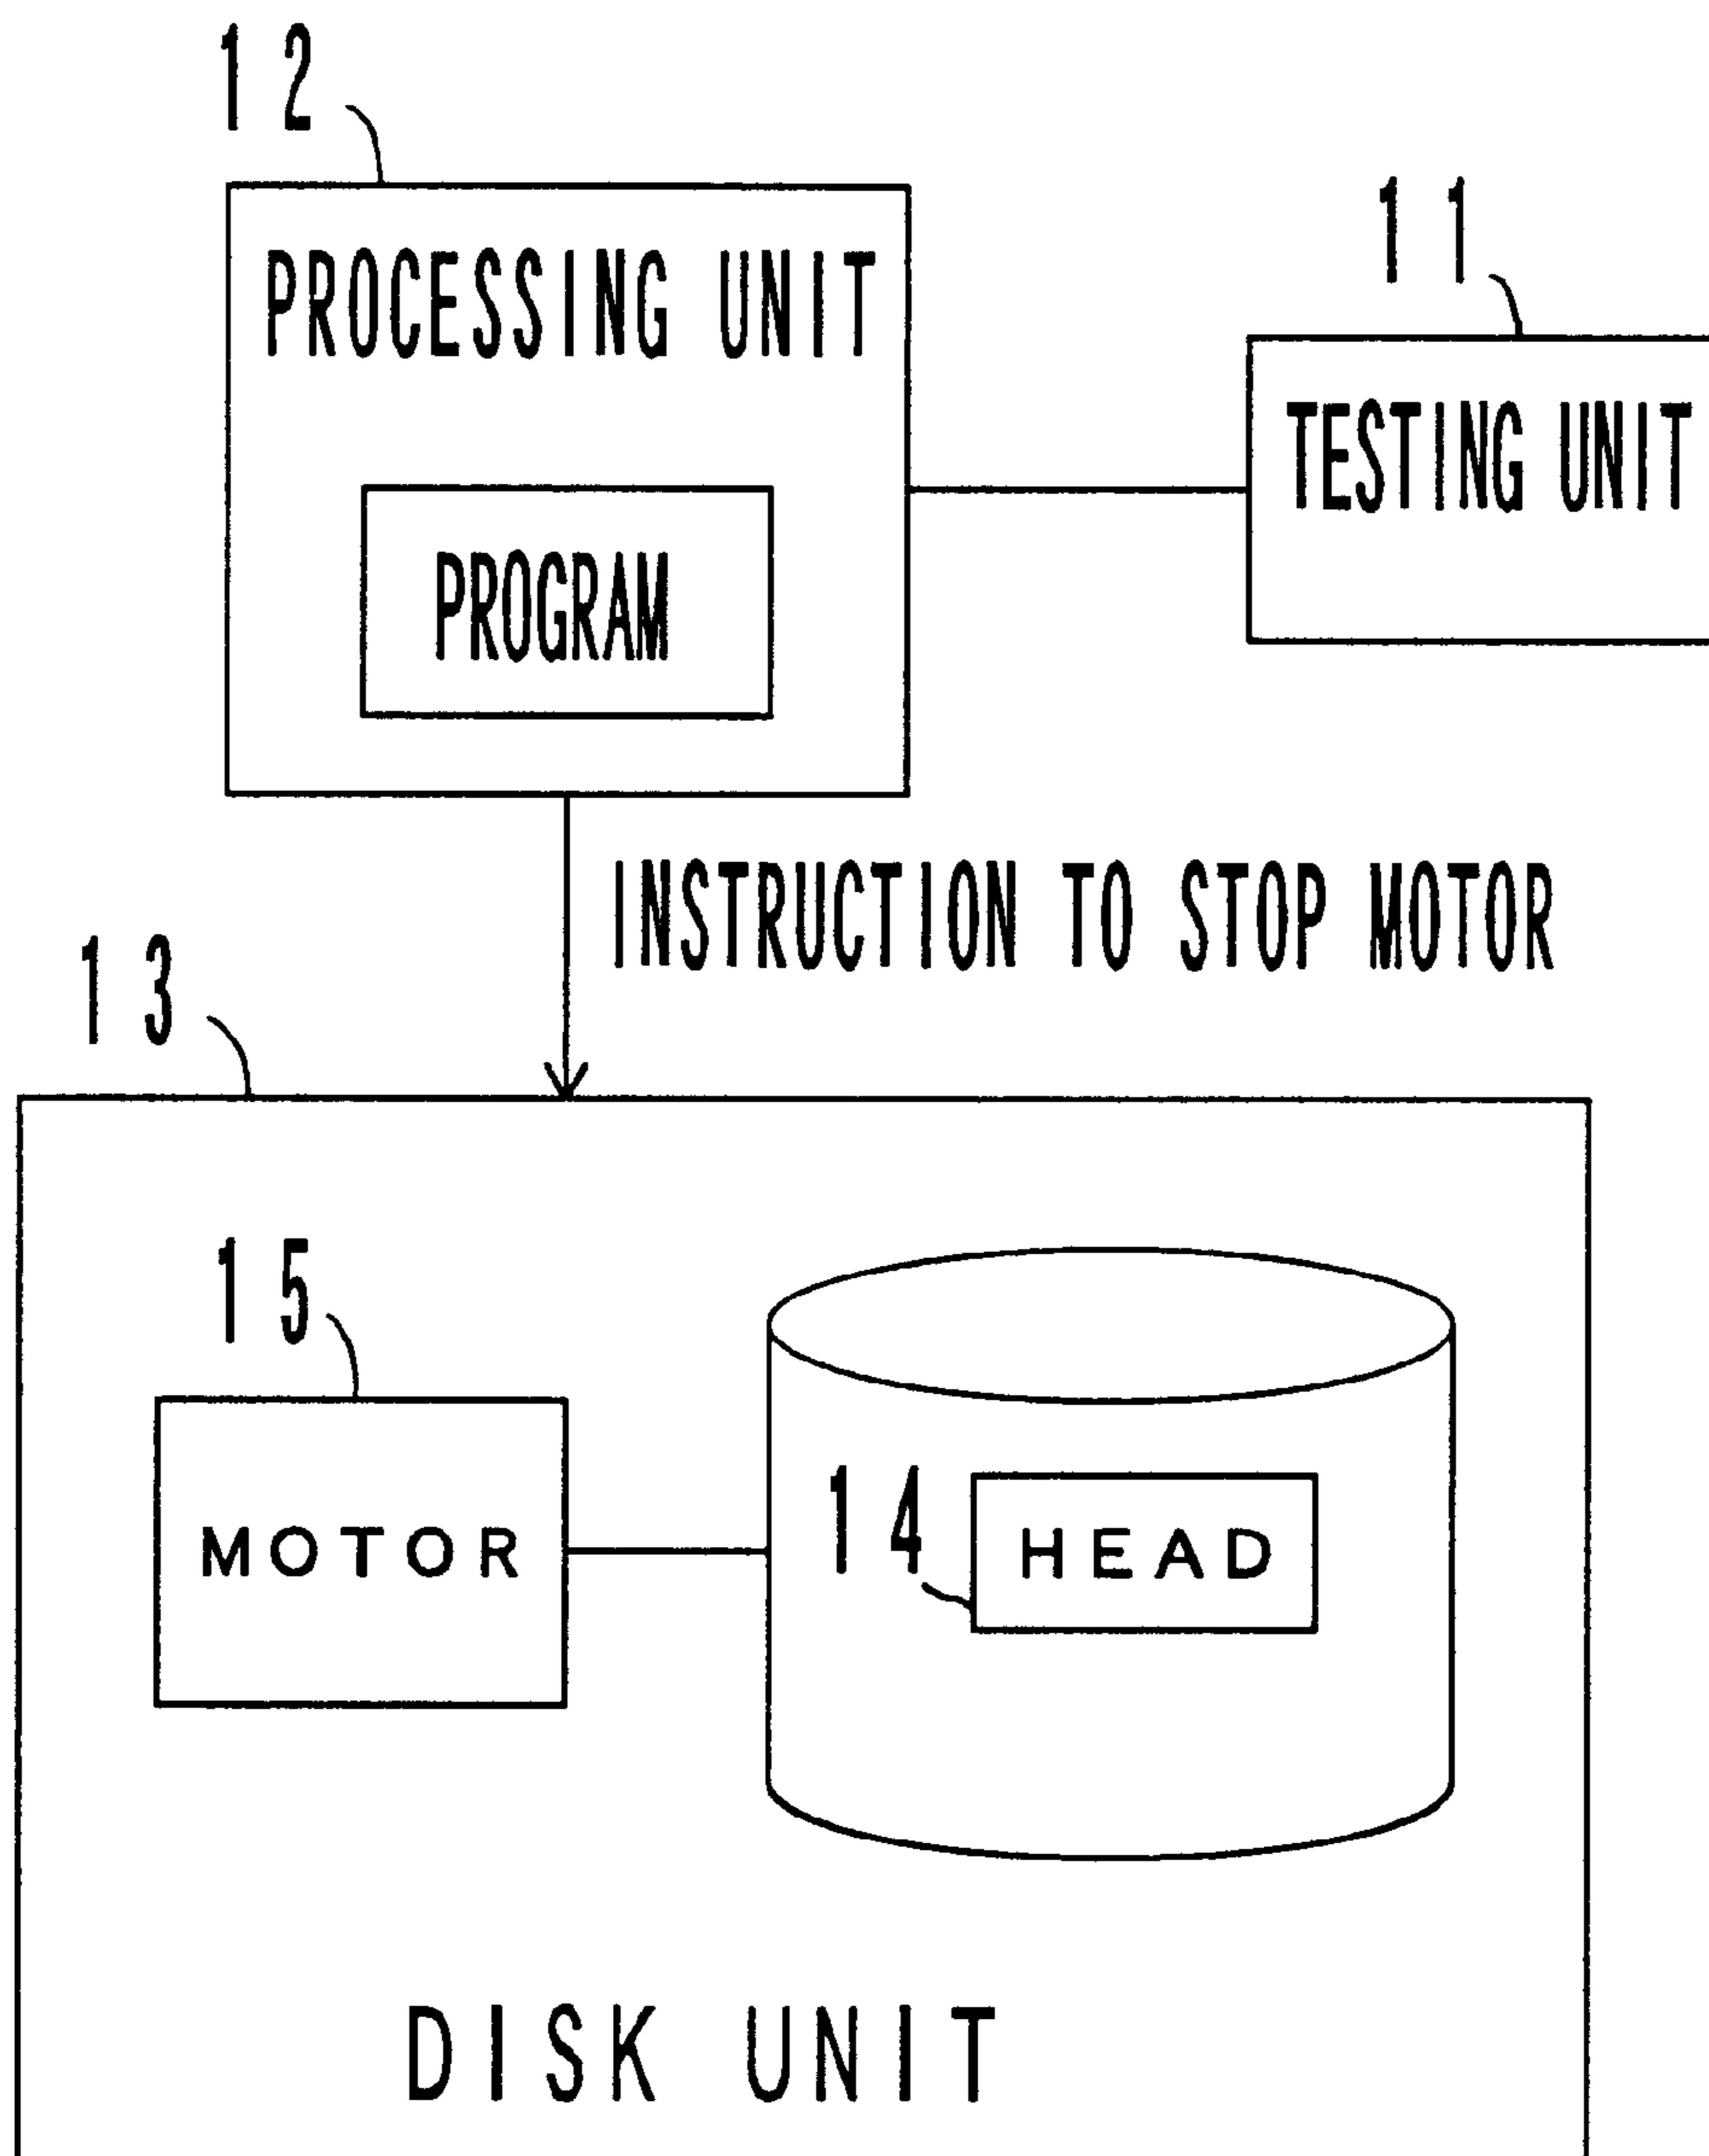 12
PROCESSING UNIT
PROGRAM
11
TESTING UNIT
INSTRUCTION TO STOP MOTOR
13
15
MOTOR
14
HEAD
DISK UNIT